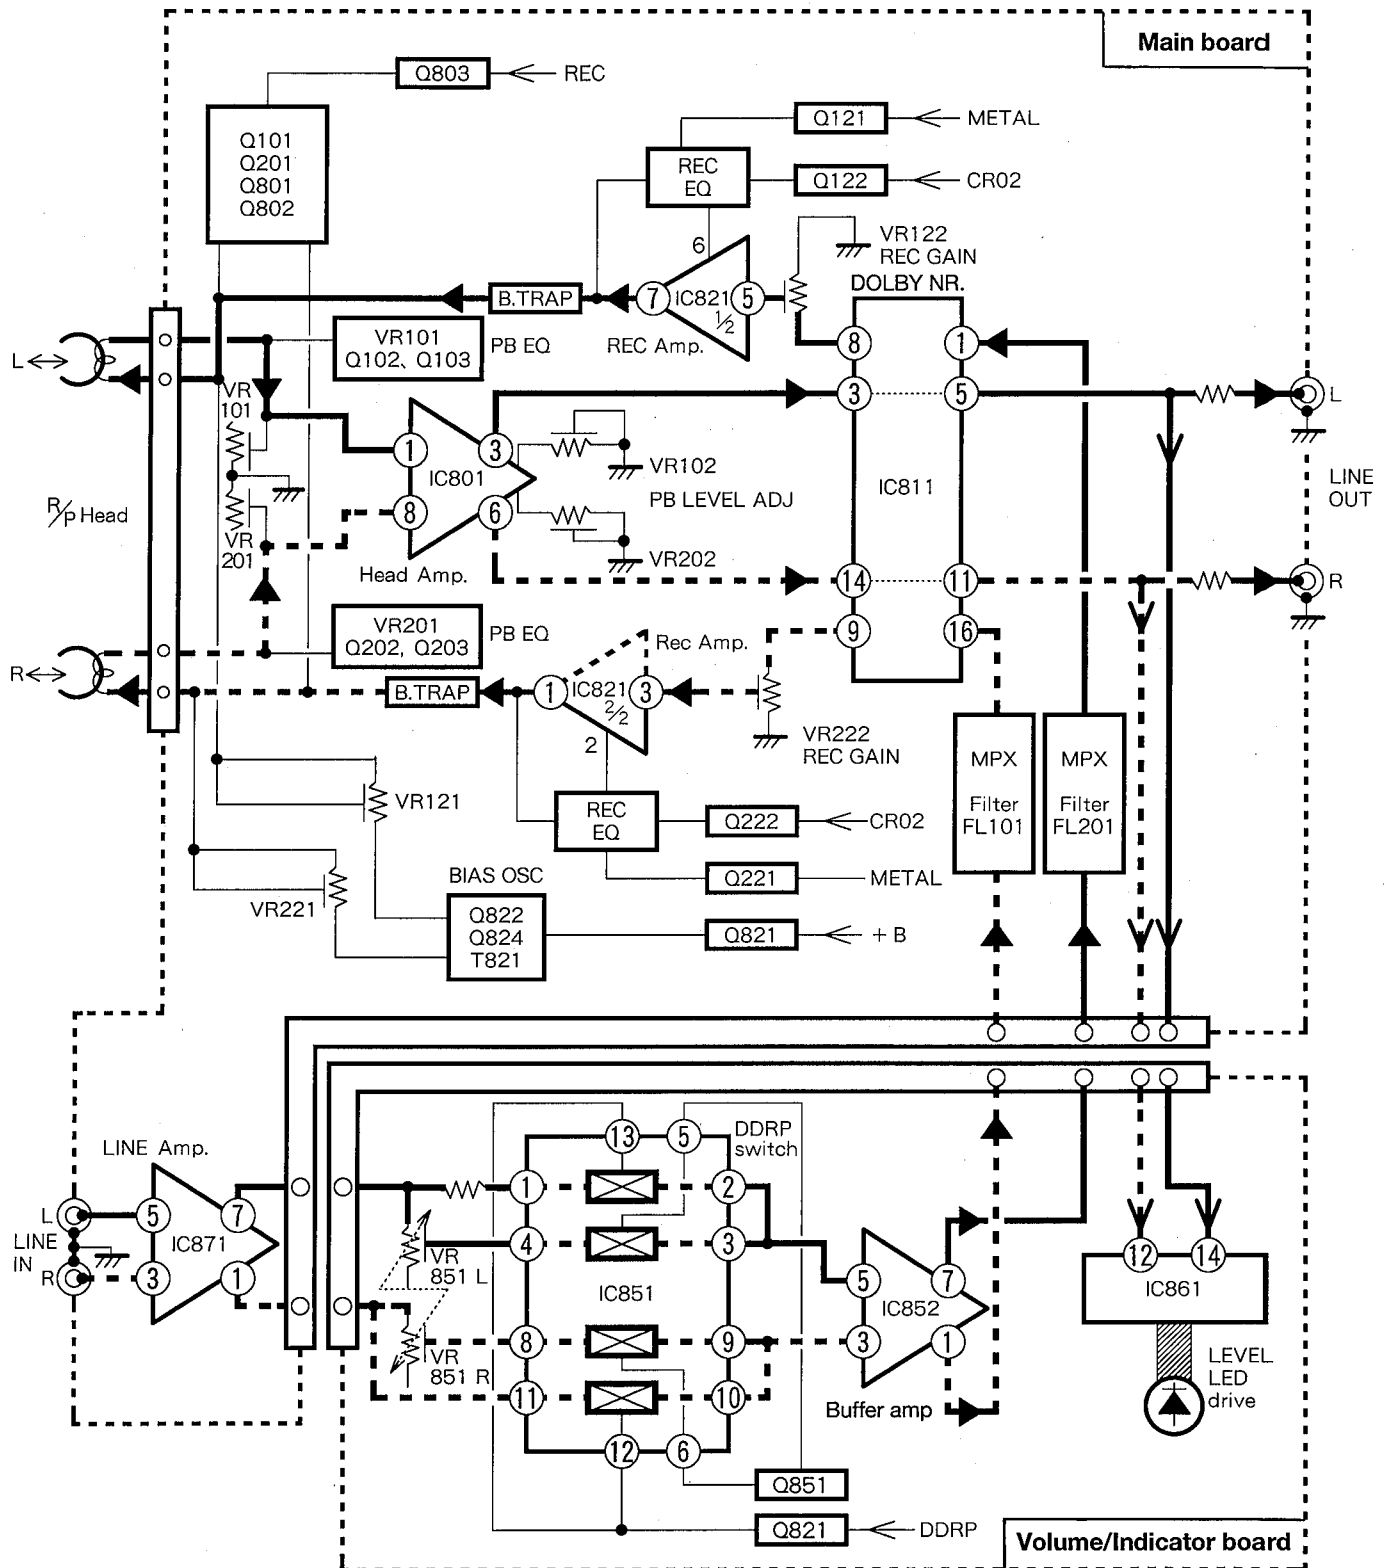 Main board
Q803
REC
Q101
Q201
Q801
Q802
Q121
METAL
REC
EQ
Q122
CR02
6
VR122
REC GAIN
DOLBY NR.
B.TRAP
7
IC821
1/2
5
REC Amp.
8
1
L
VR101
Q102、Q103
PB EQ
3
5
L
VR
101
1
3
IC801
VR102
PB LEVEL ADJ
IC811
LINE
OUT
R/P Head
8
6
VR
201
Head Amp.
VR202
14
11
R
VR201
Q202, Q203
PB EQ
Rec Amp.
9
16
R
B.TRAP
1
IC821
2/2
3
2
VR222
REC GAIN
MPX
Filter
FL101
MPX
Filter
FL201
VR121
REC
EQ
Q222
CR02
Q221
METAL
VR221
BIAS OSC
Q822
Q824
T821
Q821
+ B
LINE Amp.
13
5
DDRP
switch
1
2
L
5
7
IC871
LINE
IN
R
3
1
4
3
VR
851 L
IC851
5
7
IC852
12
14
IC861
8
9
3
1
VR
851 R
11
10
LEVEL
LED
drive
Buffer amp
12
6
Q851
Q821
DDRP
Volume/Indicator board